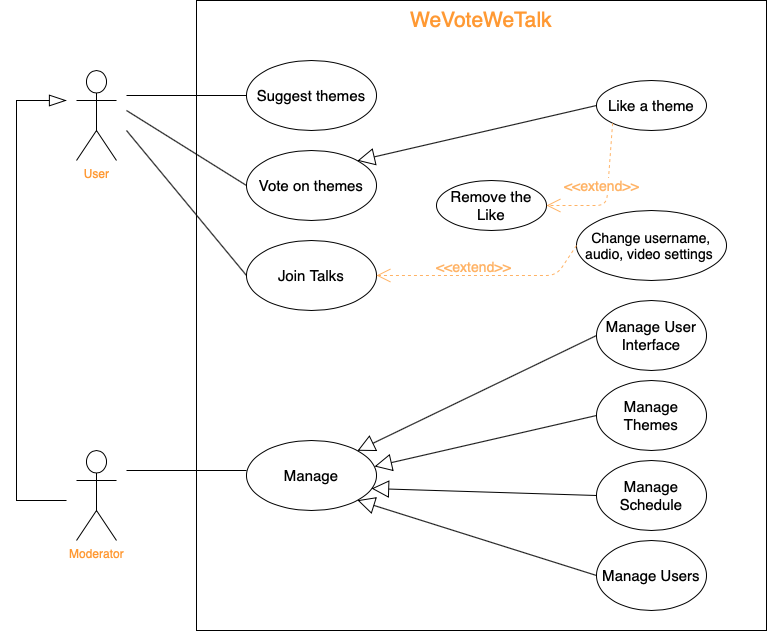 WeVoteWeTalk
Suggest themes
Like a theme
User
Vote on themes
<<extend>>
Remove the
Like
Change username,
audio, video settings
Join Talks
<<extend>>
Manage User
Interface
Manage
Themes
Manage
Manage
Schedule
Moderator
Manage Users